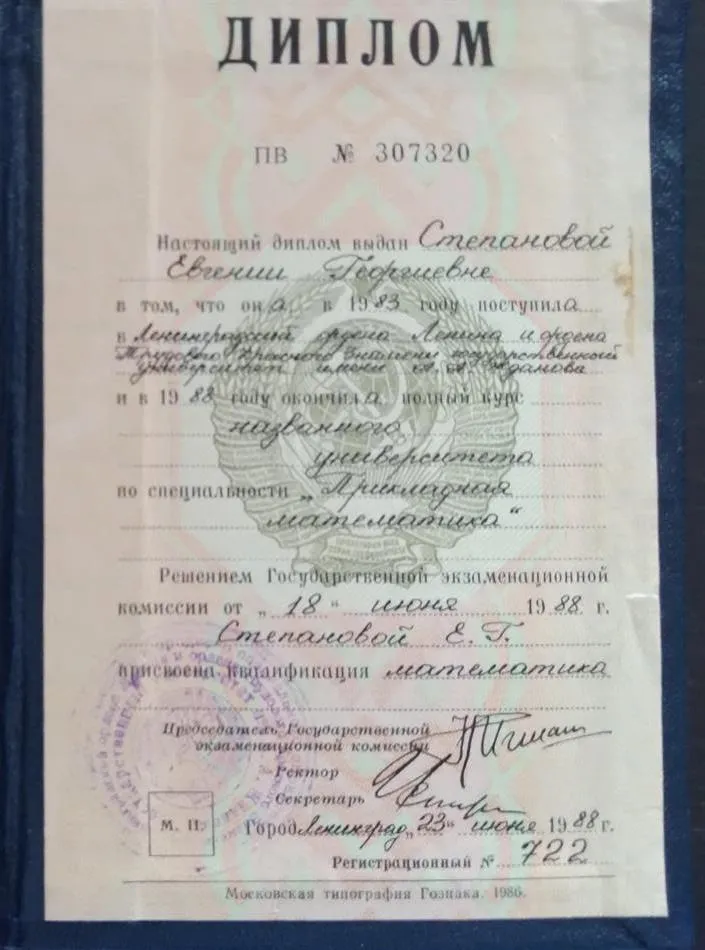 ДИПЛОМ
ПВ № 307320
Настоящий диплом выдан Степановой
Евгении Георгиевне
в том, что она в 1983 году поступила
в Ленинградский ордена Ленина и ордена
Трудового Красного Знамени государственный
университет имени А. А. Жданова
и в 1988 году окончила полный курс
названного
университета
по специальности „Прикладная
математика“
Решением Государственной экзаменационной
комиссии от „18“ июня 1988 г.
Степановой Е. Г.
присвоена квалификация математика
Председатель Государственной
экзаменационной комиссии
Ректор
Секретарь
М. П.
Город Ленинград „23“ июня 1988 г.
Регистрационный № 722
Московская типография Гознака. 1986.